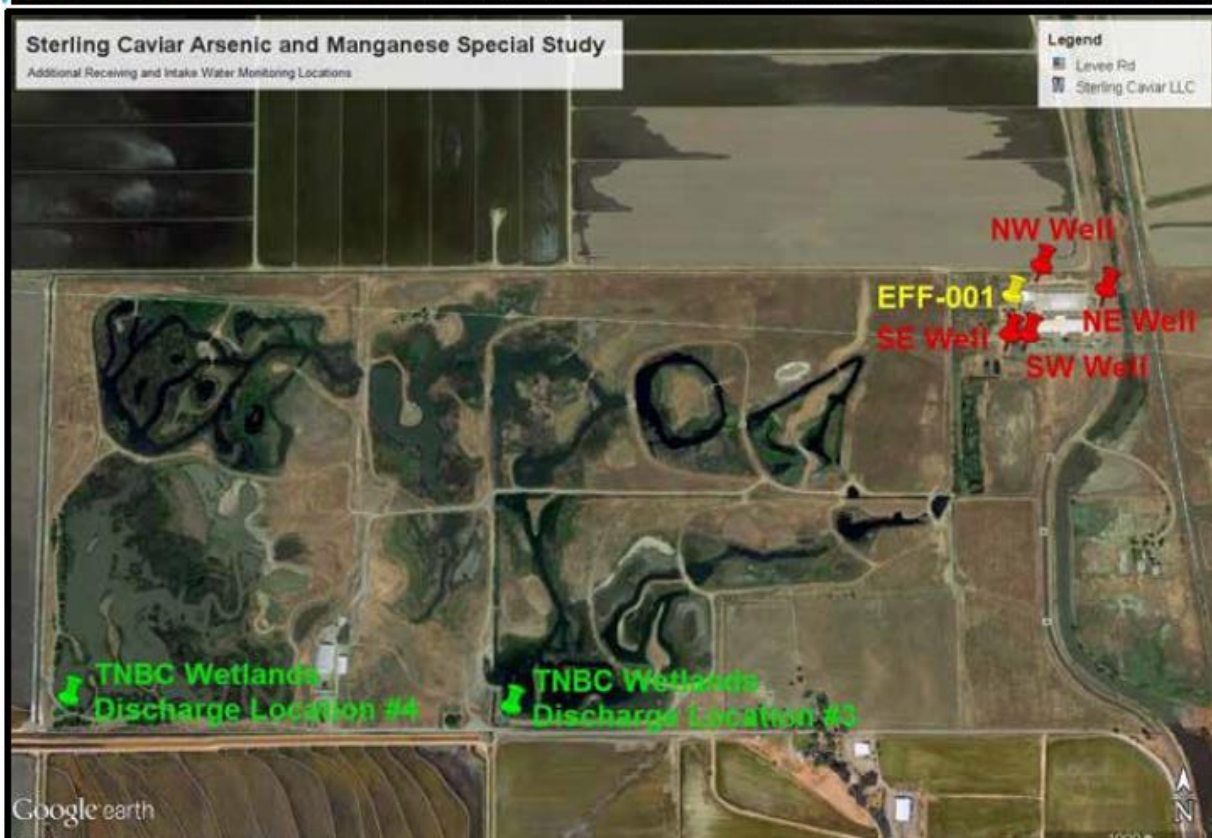 Sterling Caviar Arsenic and Manganese Special Study
Additional Receiving and Intake Water Monitoring Locations
Legend
Levee Rd
Sterling Caviar LLC
NW Well
EFF-001
NE Well
SE Well
SW Well
TNBC Wetlands
Discharge Location #4
TNBC Wetlands
Discharge Location #3
Google earth
N